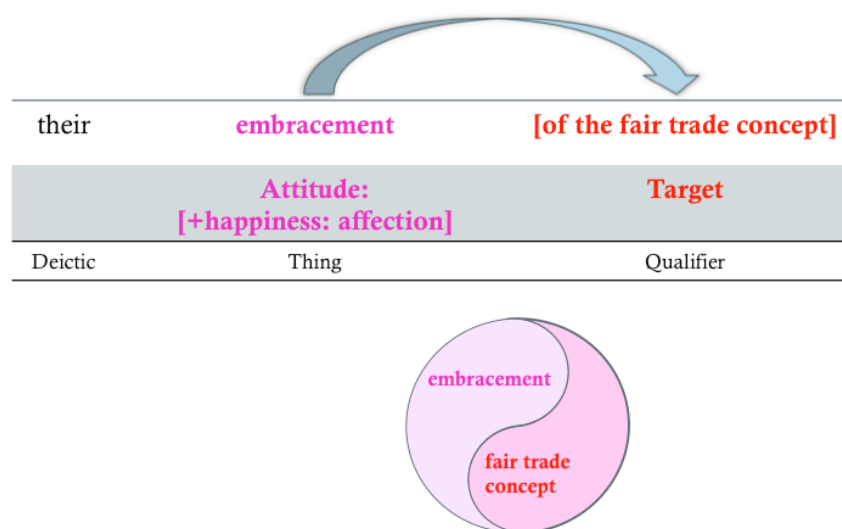 their embracement [of the fair trade concept]
Attitude: Target
[+happiness: affection]
Deictic Thing Qualifier
embracement
fair trade
concept